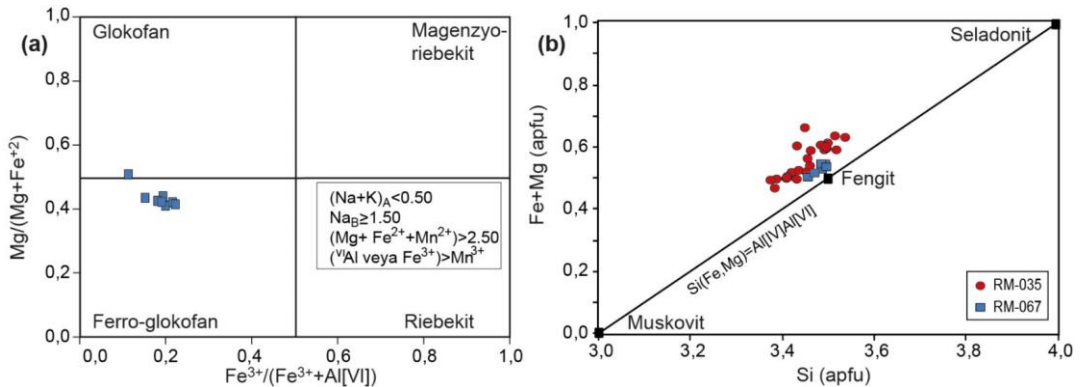 (a)
Glokofan
Magenzyo-
riebekit
(Na+K)A<0.50
NaB≥1.50
(Mg+ Fe2++Mn2+)>2.50
(viAl veya Fe3+)>Mn3+
Ferro-glokofan
Riebekit
Mg/(Mg+Fe+2)
1,0
0,8
0,6
0,4
0,2
0,0
0,0 0,2 0,4 0,6 0,8 1,0
Fe3+/(Fe3++Al[VI])
(b)
Seladonit
Fengit
Si(Fe,Mg)=Al[IV]Al[VI]
Muskovit
RM-035
RM-067
Fe+Mg (apfu)
1,0
0,8
0,6
0,4
0,2
0,0
3,0 3,2 3,4 3,6 3,8 4,0
Si (apfu)